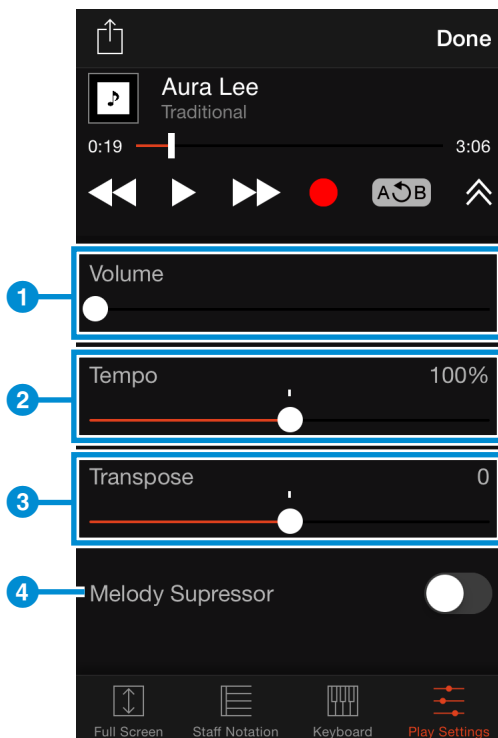 Done
Aura Lee
Traditional
0:19 3:06
A B
1 Volume
2 Tempo 100%
3 Transpose 0
4 Melody Supressor
Full Screen Staff Notation Keyboard Play Settings